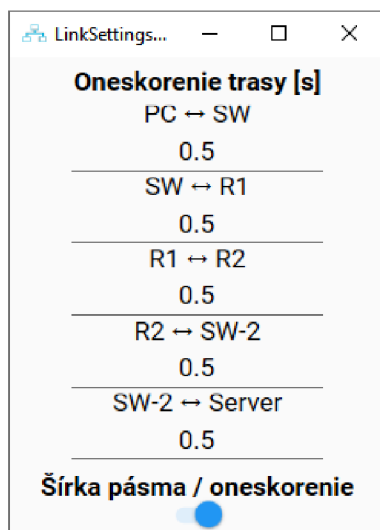 LinkSettings...
Oneskorenie trasy [s]
PC ↔ SW
0.5
SW ↔ R1
0.5
R1 ↔ R2
0.5
R2 ↔ SW-2
0.5
SW-2 ↔ Server
0.5
Šírka pásma / oneskorenie